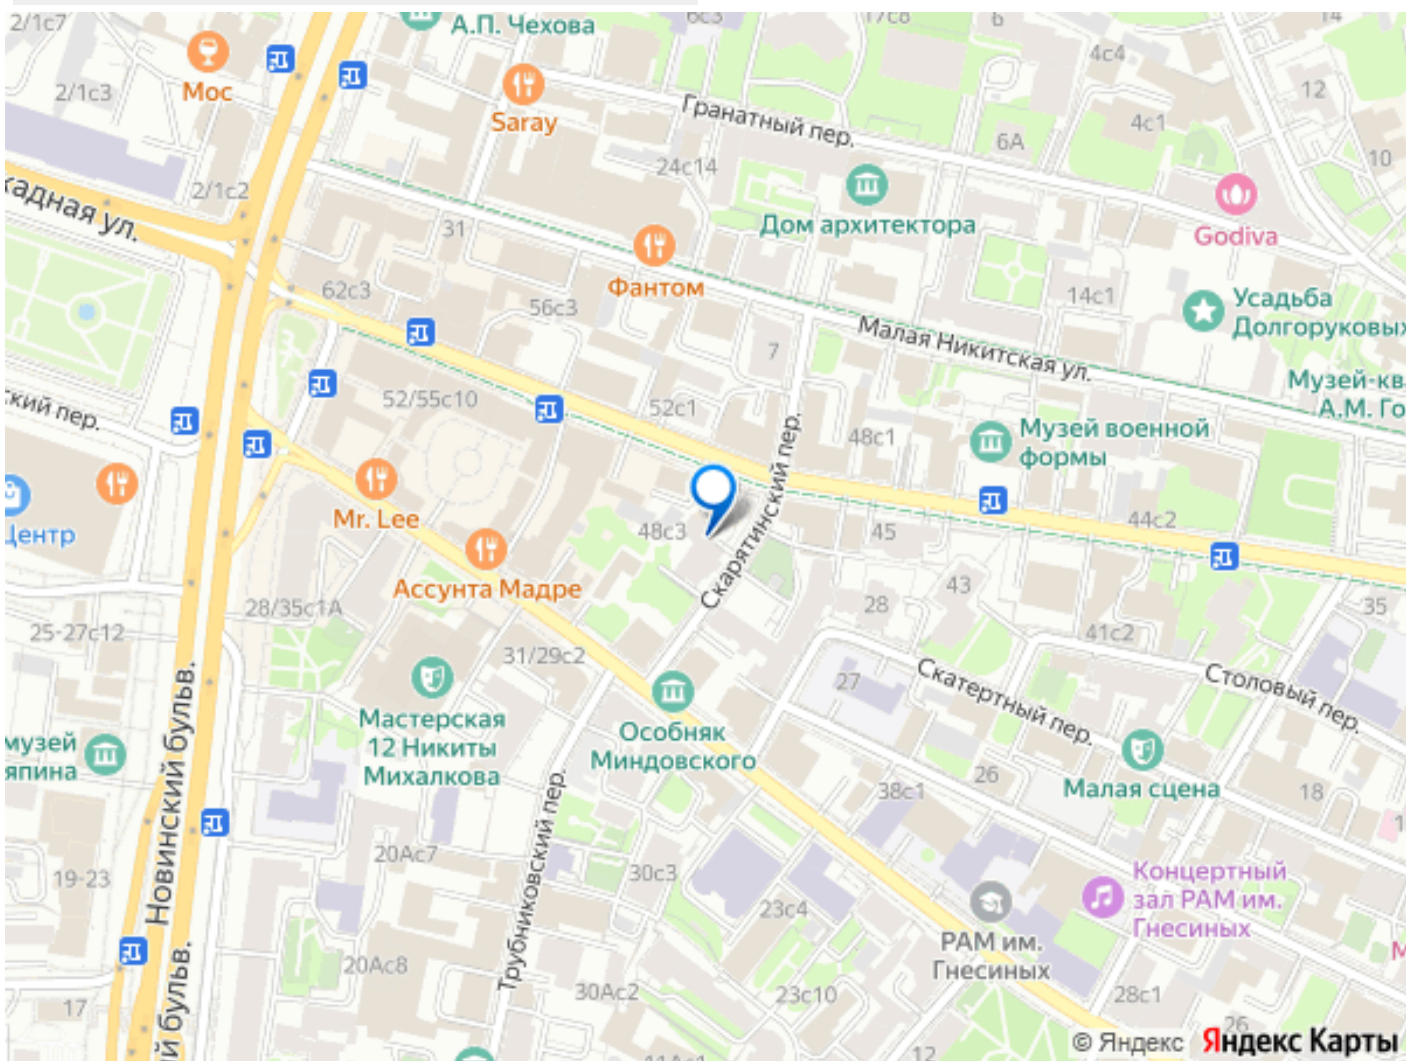 2/1с7
А.П. Чехова
6с3
17с8
6
14
Мос
4с4
2/1с3
12
Saray
Гранатный пер.
4с1
6А
24с14
10
2/1с2
Дом архитектора
Godiva
кадная ул.
31
Фантом
62с3
56с3
14с1
Усадьба
Долгоруковых
Малая Никитская ул.
7
Музей-кв
А.М. Го
ский пер.
52/55с10
52с1
48с1
Музей военной
формы
Mr. Lee
44с2
Центр
48с3
45
Скарятинский пер.
Ассунта Мадре
43
28/35с1А
28
35
25-27с12
41с2
31/29с2
Скатертный пер.
Столовый пер.
27
Мастерская
12 Никиты
Михалкова
Особняк
Миндовского
музей
япина
26
Малая сцена
38с1
18
1
Новинский бульв.
20Ас7
Трубниковский пер.
19-23
30с3
Концертный
зал РАМ им.
Гнесиных
23с4
РАМ им.
Гнесиных
20Ас8
й бульв.
17
30Ас2
23с10
28с1
26
12
© Яндекс Яндекс Карты